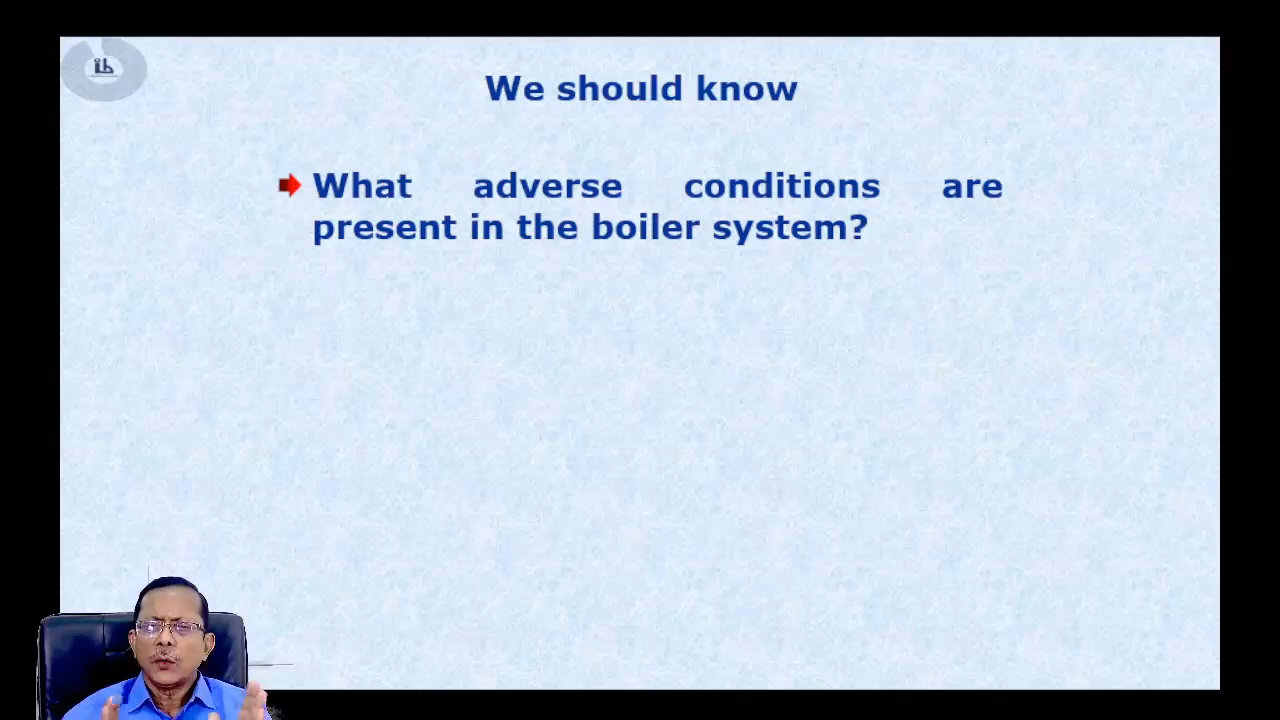 We should know
What adverse conditions are
present in the boiler system?